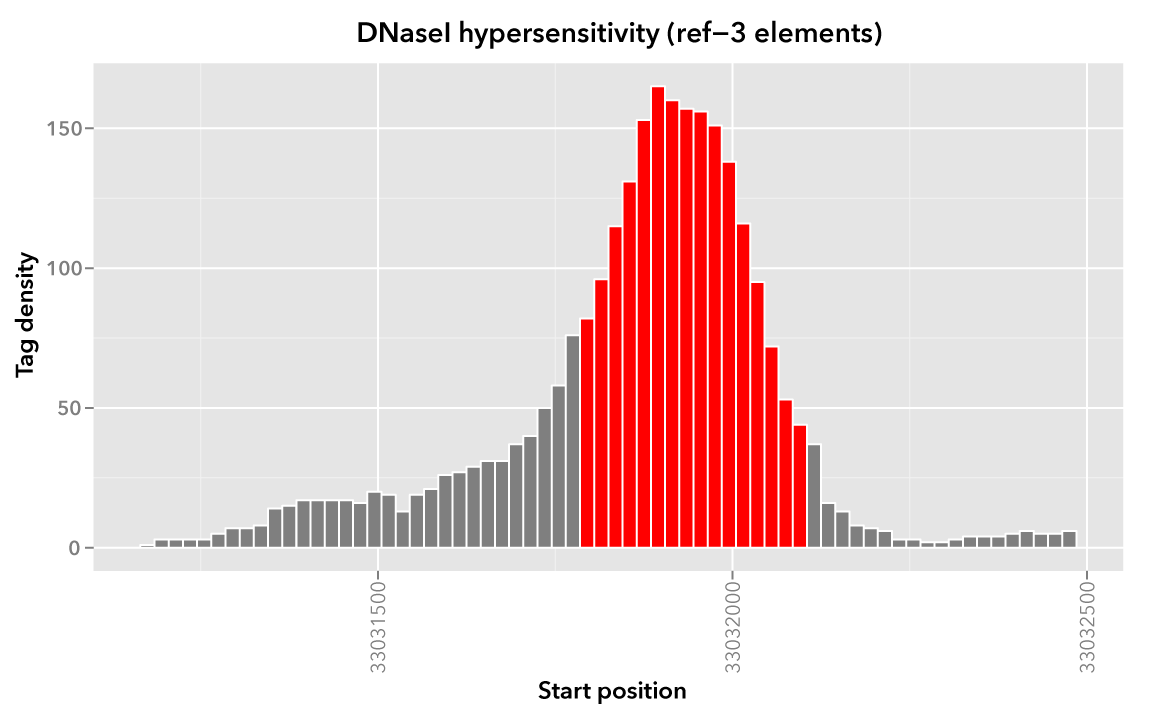 DNaseI hypersensitivity (ref−3 elements)
Tag density
150
100
50
0
33031500
33032000
33032500
Start position